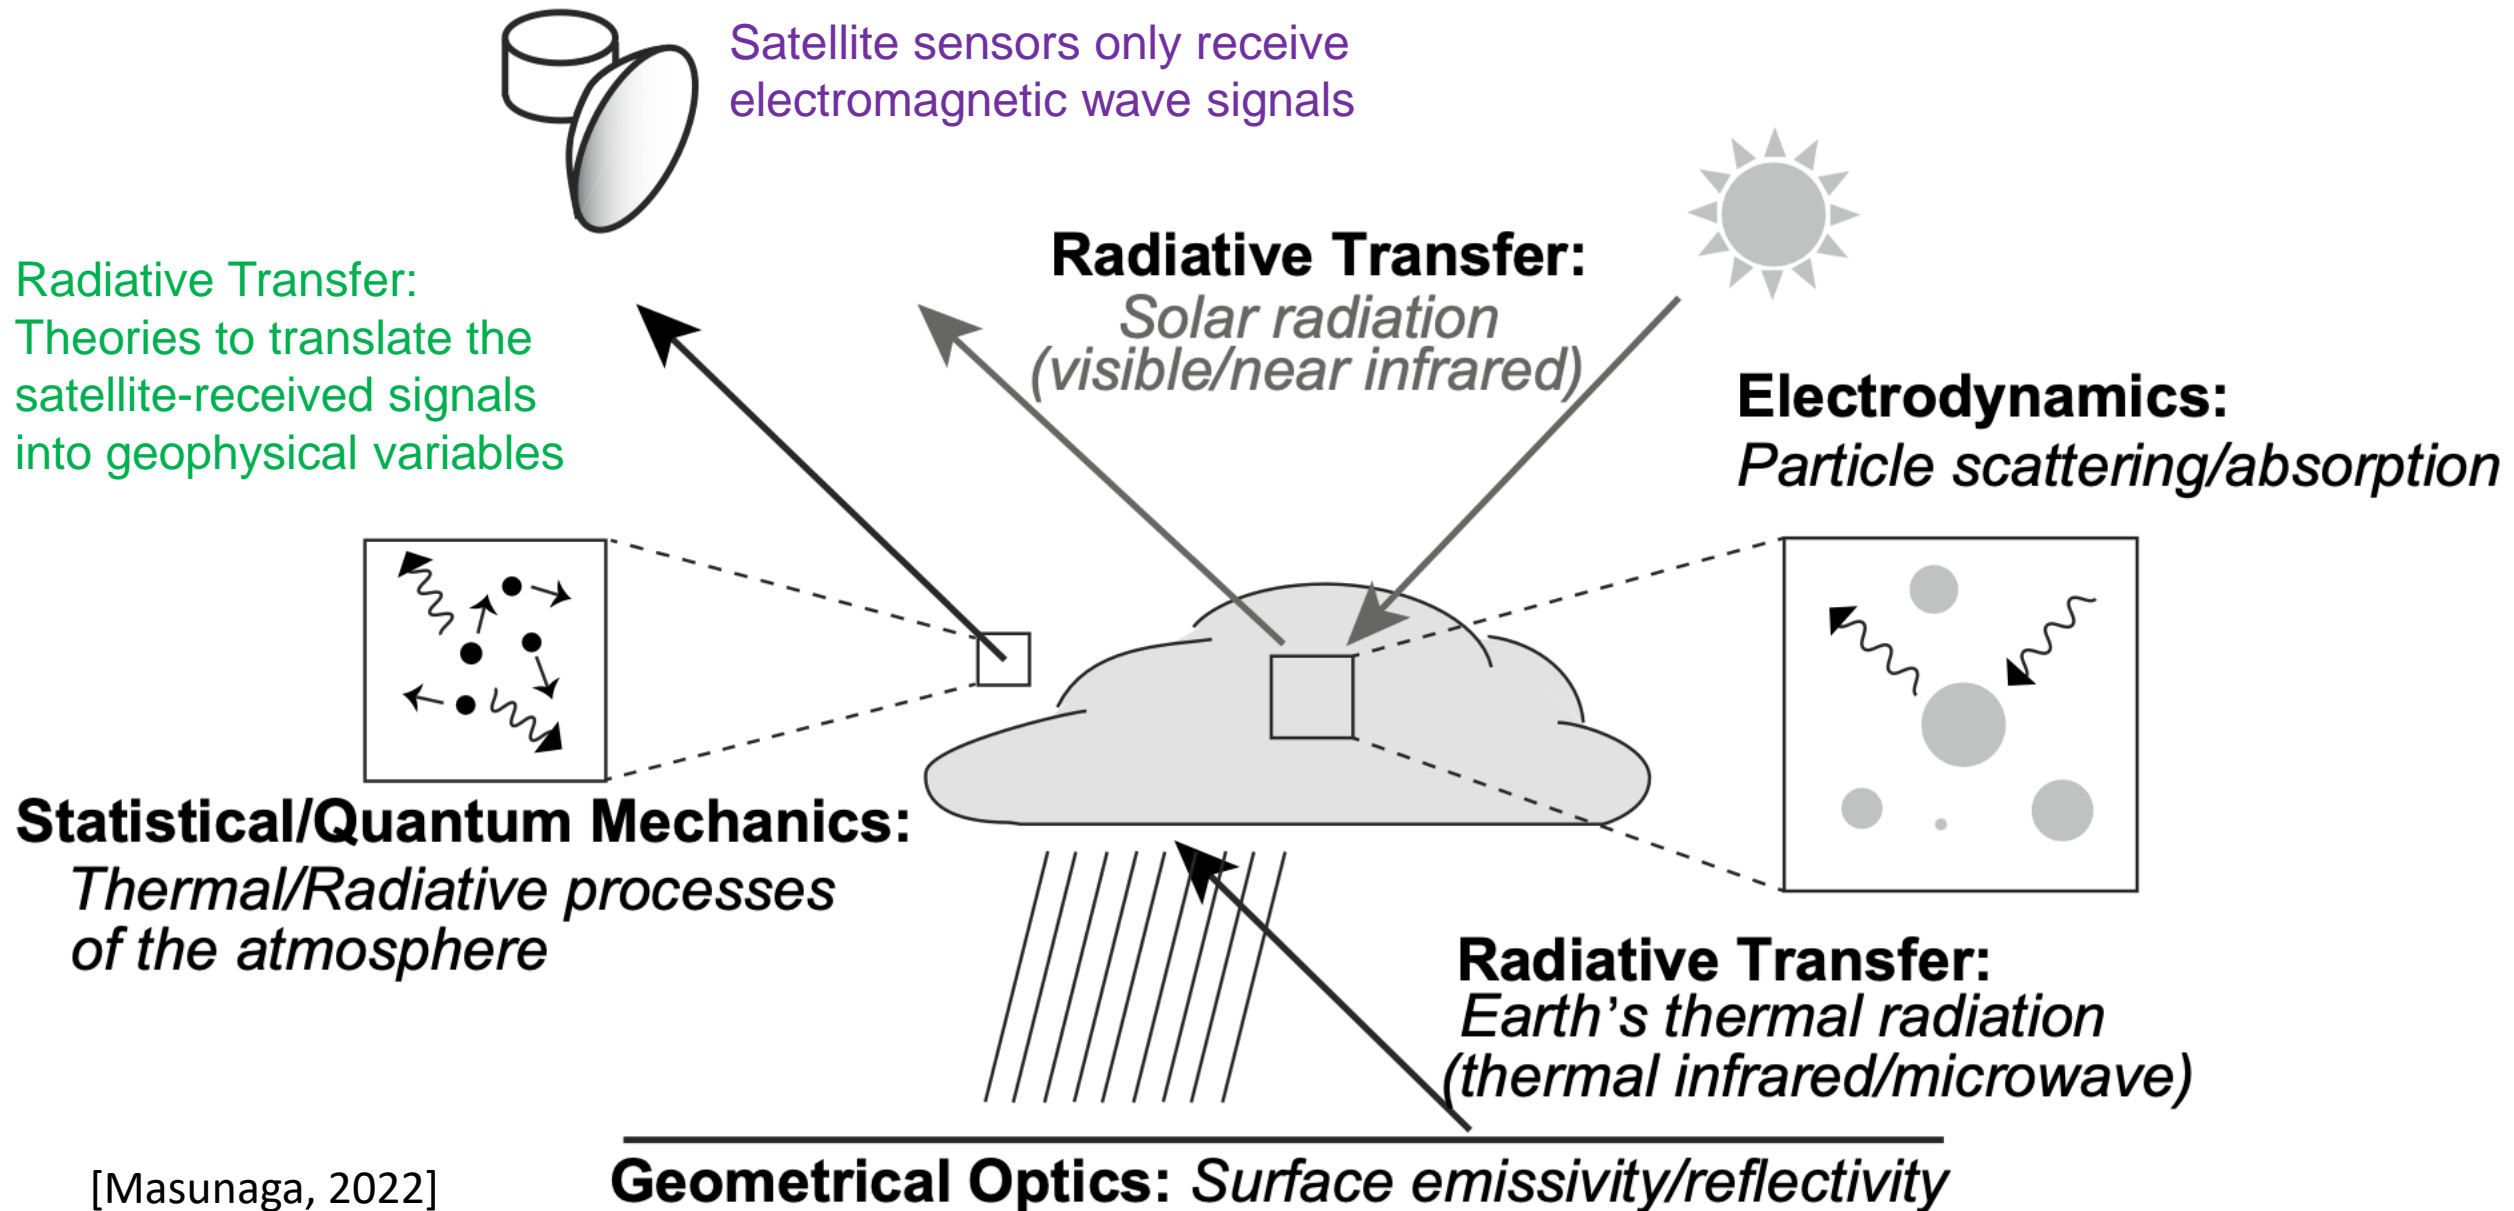 Satellite sensors only receive
electromagnetic wave signals
Radiative Transfer:
Theories to translate the
satellite-received signals
into geophysical variables
Radiative Transfer:
Solar radiation
(visible/near infrared)
Electrodynamics:
Particle scattering/absorption
Statistical/Quantum Mechanics:
Thermal/Radiative processes
of the atmosphere
Radiative Transfer:
Earth’s thermal radiation
(thermal infrared/microwave)
Geometrical Optics: Surface emissivity/reflectivity
[Masunaga, 2022]